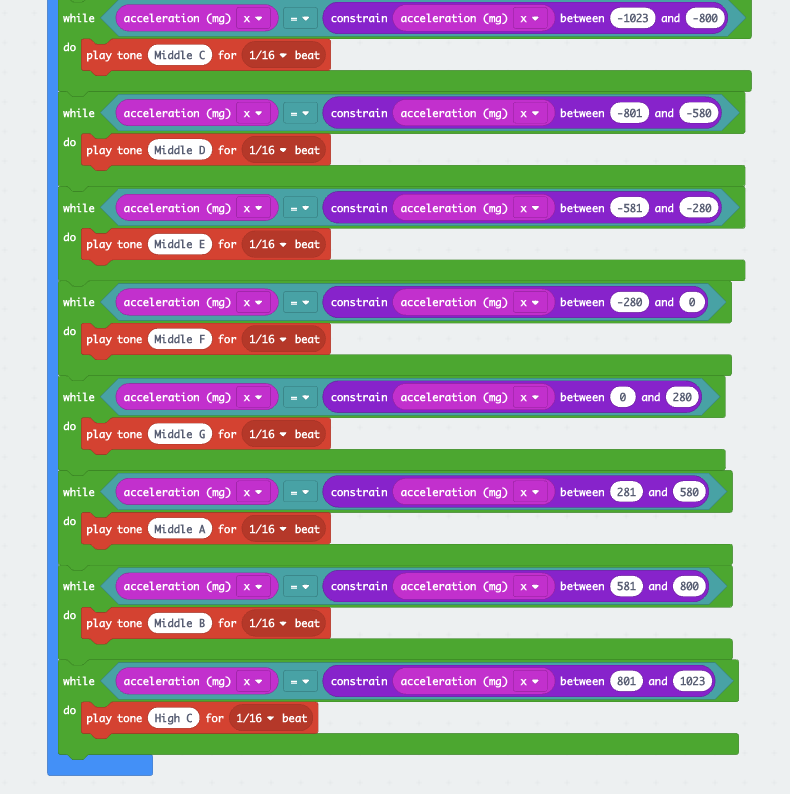 while acceleration (mg) x = constrain acceleration (mg) x between -1023 and -800
do play tone Middle C for 1/16 beat
while acceleration (mg) x = constrain acceleration (mg) x between -801 and -580
do play tone Middle D for 1/16 beat
while acceleration (mg) x = constrain acceleration (mg) x between -581 and -280
do play tone Middle E for 1/16 beat
while acceleration (mg) x = constrain acceleration (mg) x between -280 and 0
do play tone Middle F for 1/16 beat
while acceleration (mg) x = constrain acceleration (mg) x between 0 and 280
do play tone Middle G for 1/16 beat
while acceleration (mg) x = constrain acceleration (mg) x between 281 and 580
do play tone Middle A for 1/16 beat
while acceleration (mg) x = constrain acceleration (mg) x between 581 and 800
do play tone Middle B for 1/16 beat
while acceleration (mg) x = constrain acceleration (mg) x between 801 and 1023
do play tone High C for 1/16 beat